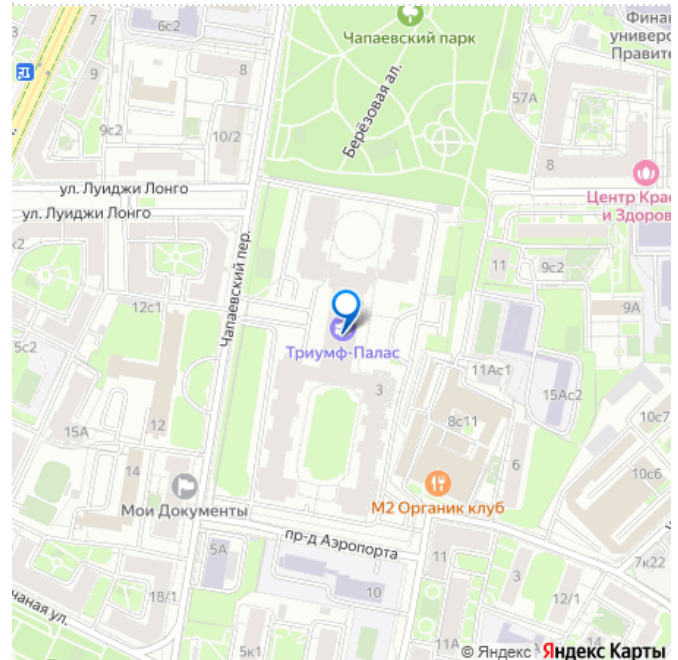 7
6с2
Чапаевский парк
Финан
универс
Правите
9
8
57А
9с2
10/2
Берёзовая ал.
8
ул. Луиджи Лонго
ул. Луиджи Лонго
Центр Крас
и Здоров
к2
Чапаевский пер.
11
9с2
12с1
9А
5с2
Триумф-Палас
11Ас1
3
15Ас2
15А
12
8с11
10с7
14
6
10с6
Мои Документы
М2 Органик клуб
пр-д Аэропорта
5А
11
7к22
3
10
12/1
чаная ул.
18/1
5к1
11А
14
© Яндекс
Яндекс Карты